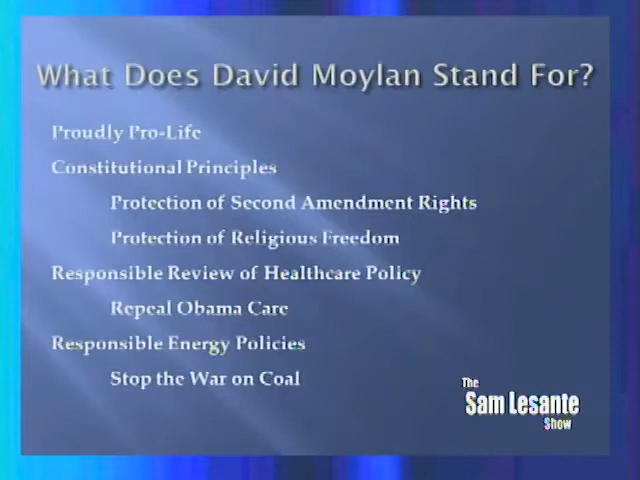 What Does David Moylan Stand For?
Proudly Pro-Life
Constitutional Principles
Protection of Second Amendment Rights
Protection of Religious Freedom
Responsible Review of Healthcare Policy
Repeal Obama Care
Responsible Energy Policies
Stop the War on Coal
The
Sam Lesante
Show